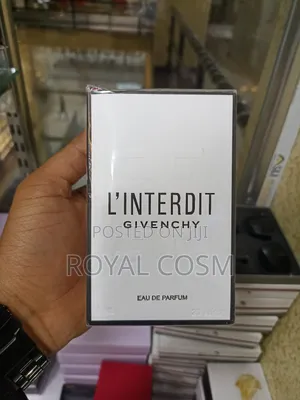 L'INTERDIT
GIVENCHY
POSTED ON JIJI
ROYAL COSM
EAU DE PARFUM